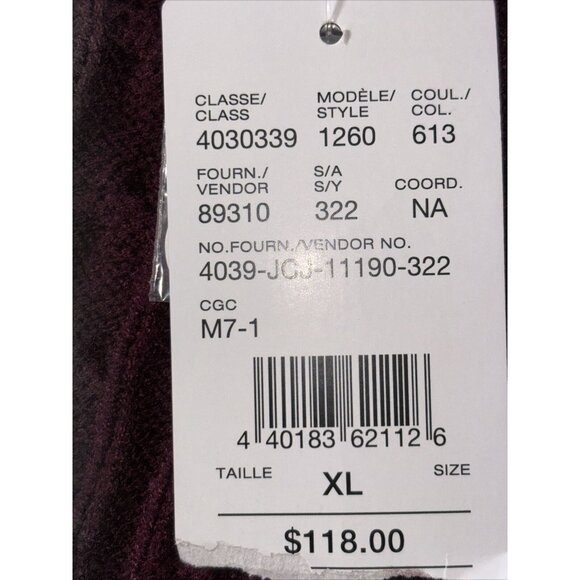 CLASSE/ MODÈLE/ COUL./
CLASS STYLE COL.
4030339 1260 613
FOURN./ S/A
VENDOR S/Y COORD.
89310 322 NA
NO.FOURN./VENDOR NO.
4039-JCJ-11190-322
CGC
M7-1
4 40183 62112 6
TAILLE XL SIZE
$118.00